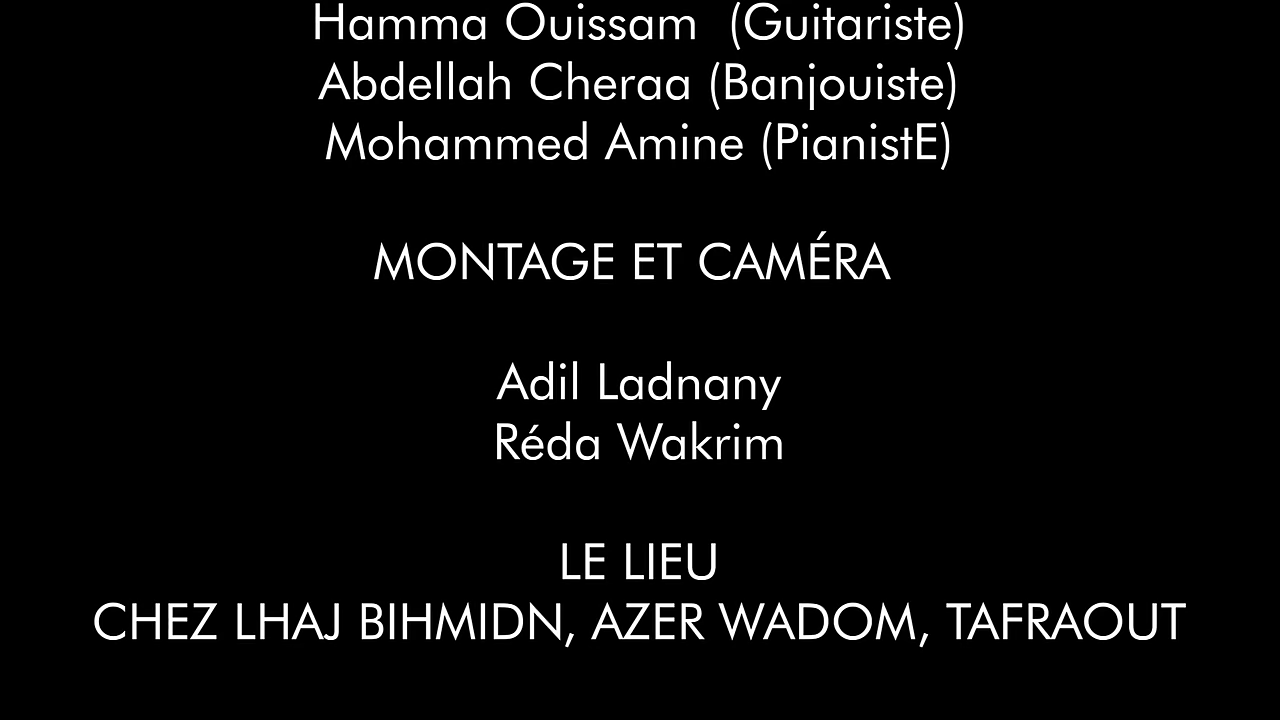 Hamma Ouissam  (Guitariste)
Abdellah Cheraa (Banjouiste)
Mohammed Amine (PianistE)
MONTAGE ET CAMÉRA
Adil Ladnany
Réda Wakrim
LE LIEU
CHEZ LHAJ BIHMIDN, AZER WADOM, TAFRAOUT